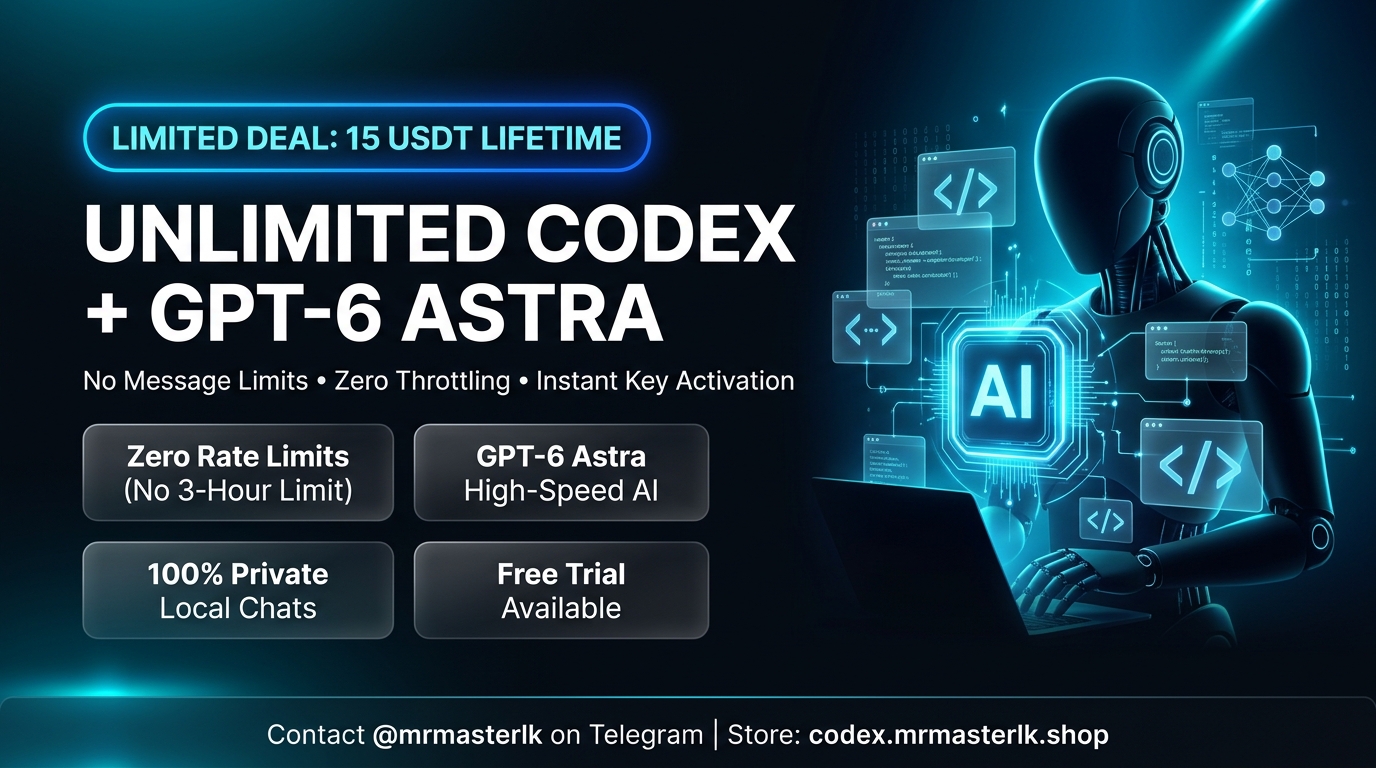 LIMITED DEAL: 15 USDT LIFETIME
UNLIMITED CODEX
+ GPT-6 ASTRA
No Message Limits • Zero Throttling • Instant Key Activation
Zero Rate Limits
(No 3-Hour Limit)
GPT-6 Astra
High-Speed AI
100% Private
Local Chats
Free Trial
Available
</>
<...>
AI
</>
</>
Contact @mrmasterlk on Telegram | Store: codex.mrmasterlk.shop